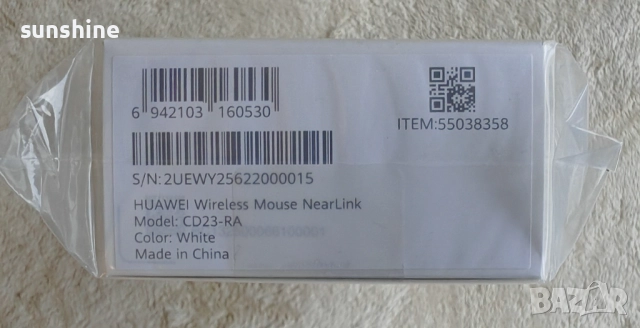 sunshine
6 942103 160530
ITEM:55038358
S/N:2UEWY25622000015
HUAWEI Wireless Mouse NearLink
Model: CD23-RA
Color: White
Made in China
BAZAR